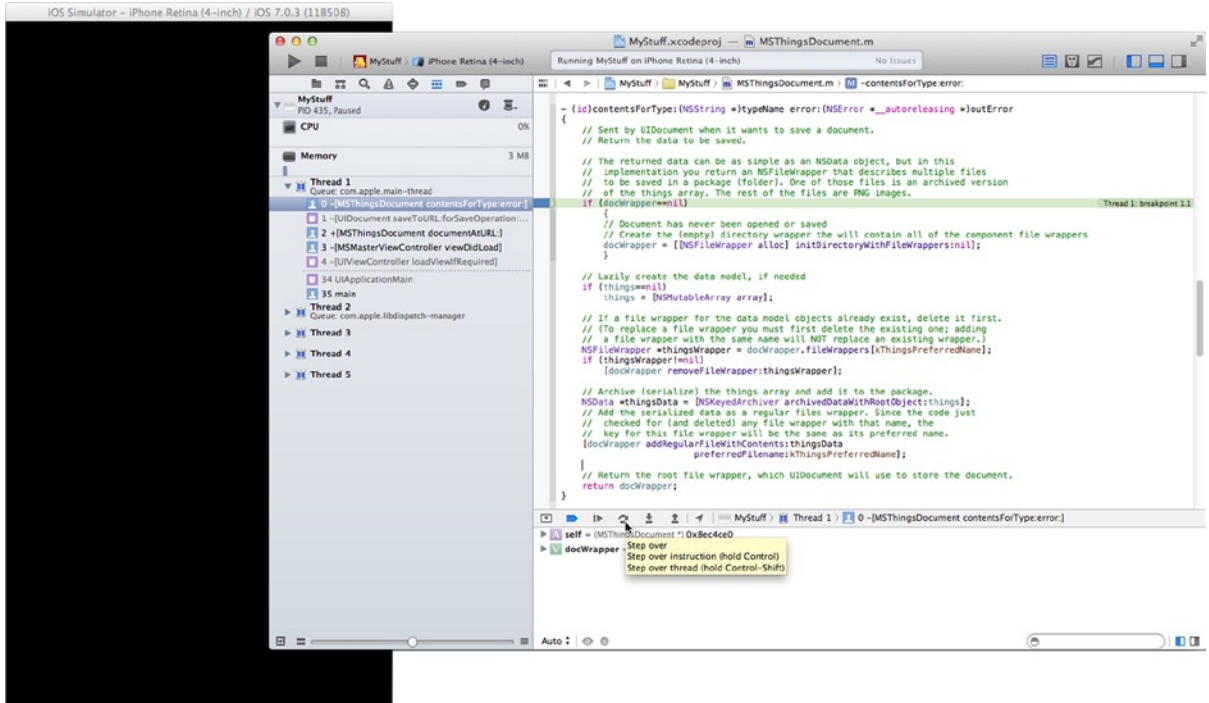 iOS Simulator – iPhone Retina (4-inch) / iOS 7.0.3 (11B508)
MyStuff.xcodeproj — MSThingsDocument.m
MyStuff iPhone Retina (4-inch)
Running MyStuff on iPhone Retina (4-inch) No Issues
MyStuff MyStuff MSThingsDocument.m M -contentsForType:error:
MyStuff
PID 435, Paused
CPU 0%
Memory 3 MB
Thread 1
Queue: com.apple.main-thread
0 -[MSThingsDocument contentsForType:error:]
1 -[UIDocument saveToURL:forSaveOperation:...
2 +[MSThingsDocument documentAtURL:]
3 -[MSMasterViewController viewDidLoad]
4 -[UIViewController loadViewIfRequired]
34 UIApplicationMain
35 main
Thread 2
Queue: com.apple.libdispatch-manager
Thread 3
Thread 4
Thread 5
- (id)contentsForType:(NSString *)typeName error:(NSError *__autoreleasing *)outError
{
// Sent by UIDocument when it wants to save a document.
// Return the data to be saved.
// The returned data can be as simple as an NSData object, but in this
//  implementation you return an NSFileWrapper that describes multiple files
//  to be saved in a package (folder). One of those files is an archived version
//  of the things array. The rest of the files are PNG images.
if (docWrapper==nil) Thread 1: breakpoint 1.1
{
// Document has never been opened or saved
// Create the (empty) directory wrapper the will contain all of the component file wrappers
docWrapper = [[NSFileWrapper alloc] initDirectoryWithFileWrappers:nil];
}
// Lazily create the data model, if needed
if (things==nil)
things = [NSMutableArray array];
// If a file wrapper for the data model objects already exist, delete it first.
// (To replace a file wrapper you must first delete the existing one; adding
//  a file wrapper with the same name will NOT replace an existing wrapper.)
NSFileWrapper *thingsWrapper = docWrapper.fileWrappers[kThingsPreferredName];
if (thingsWrapper!=nil)
[docWrapper removeFileWrapper:thingsWrapper];
// Archive (serialize) the things array and add it to the package.
NSData *thingsData = [NSKeyedArchiver archivedDataWithRootObject:things];
// Add the serialized data as a regular files wrapper. Since the code just
//  checked for (and deleted) any file wrapper with that name, the
//  key for this file wrapper will be the same as its preferred name.
[docWrapper addRegularFileWithContents:thingsData
preferredFilename:kThingsPreferredName];
// Return the root file wrapper, which UIDocument will use to store the document.
return docWrapper;
}
MyStuff Thread 1 0 -[MSThingsDocument contentsForType:error:]
A self = (MSThingsDocument *) 0x8ec4ce0
V docWrapper
Step over
Step over instruction (hold Control)
Step over thread (hold Control-Shift)
Auto